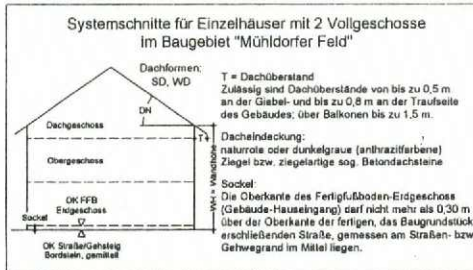 Systemschnitte für Einzelhäuser mit 2 Vollgeschosse
im Baugebiet "Mühldorfer Feld"
Dachformen:
SD, WD
DN
T
Dachgeschoss
Obergeschoss
OK FFB
Erdgeschoss
Sockel
WH = Wandhöhe
OK Straße/Gehsteig
Bordstein, gemittelt
T = Dachüberstand
Zulässig sind Dachüberstände von bis zu 0,5 m
an der Giebel- und bis zu 0,8 m an der Traufseite
des Gebäudes; über Balkonen bis zu 1,5 m.
Dacheindeckung:
naturrote oder dunkelgraue (anthrazitfarbene)
Ziegel bzw. ziegelartige sog. Betondachsteine
Sockel:
Die Oberkante des Fertigfußboden-Erdgeschoss
(Gebäude-Hauseingang) darf nicht mehr als 0,30 m
über der Oberkante der fertigen, das Baugrundstück
erschließenden Straße, gemessen am Straßen- bzw
Gehwegrand im Mittel liegen.